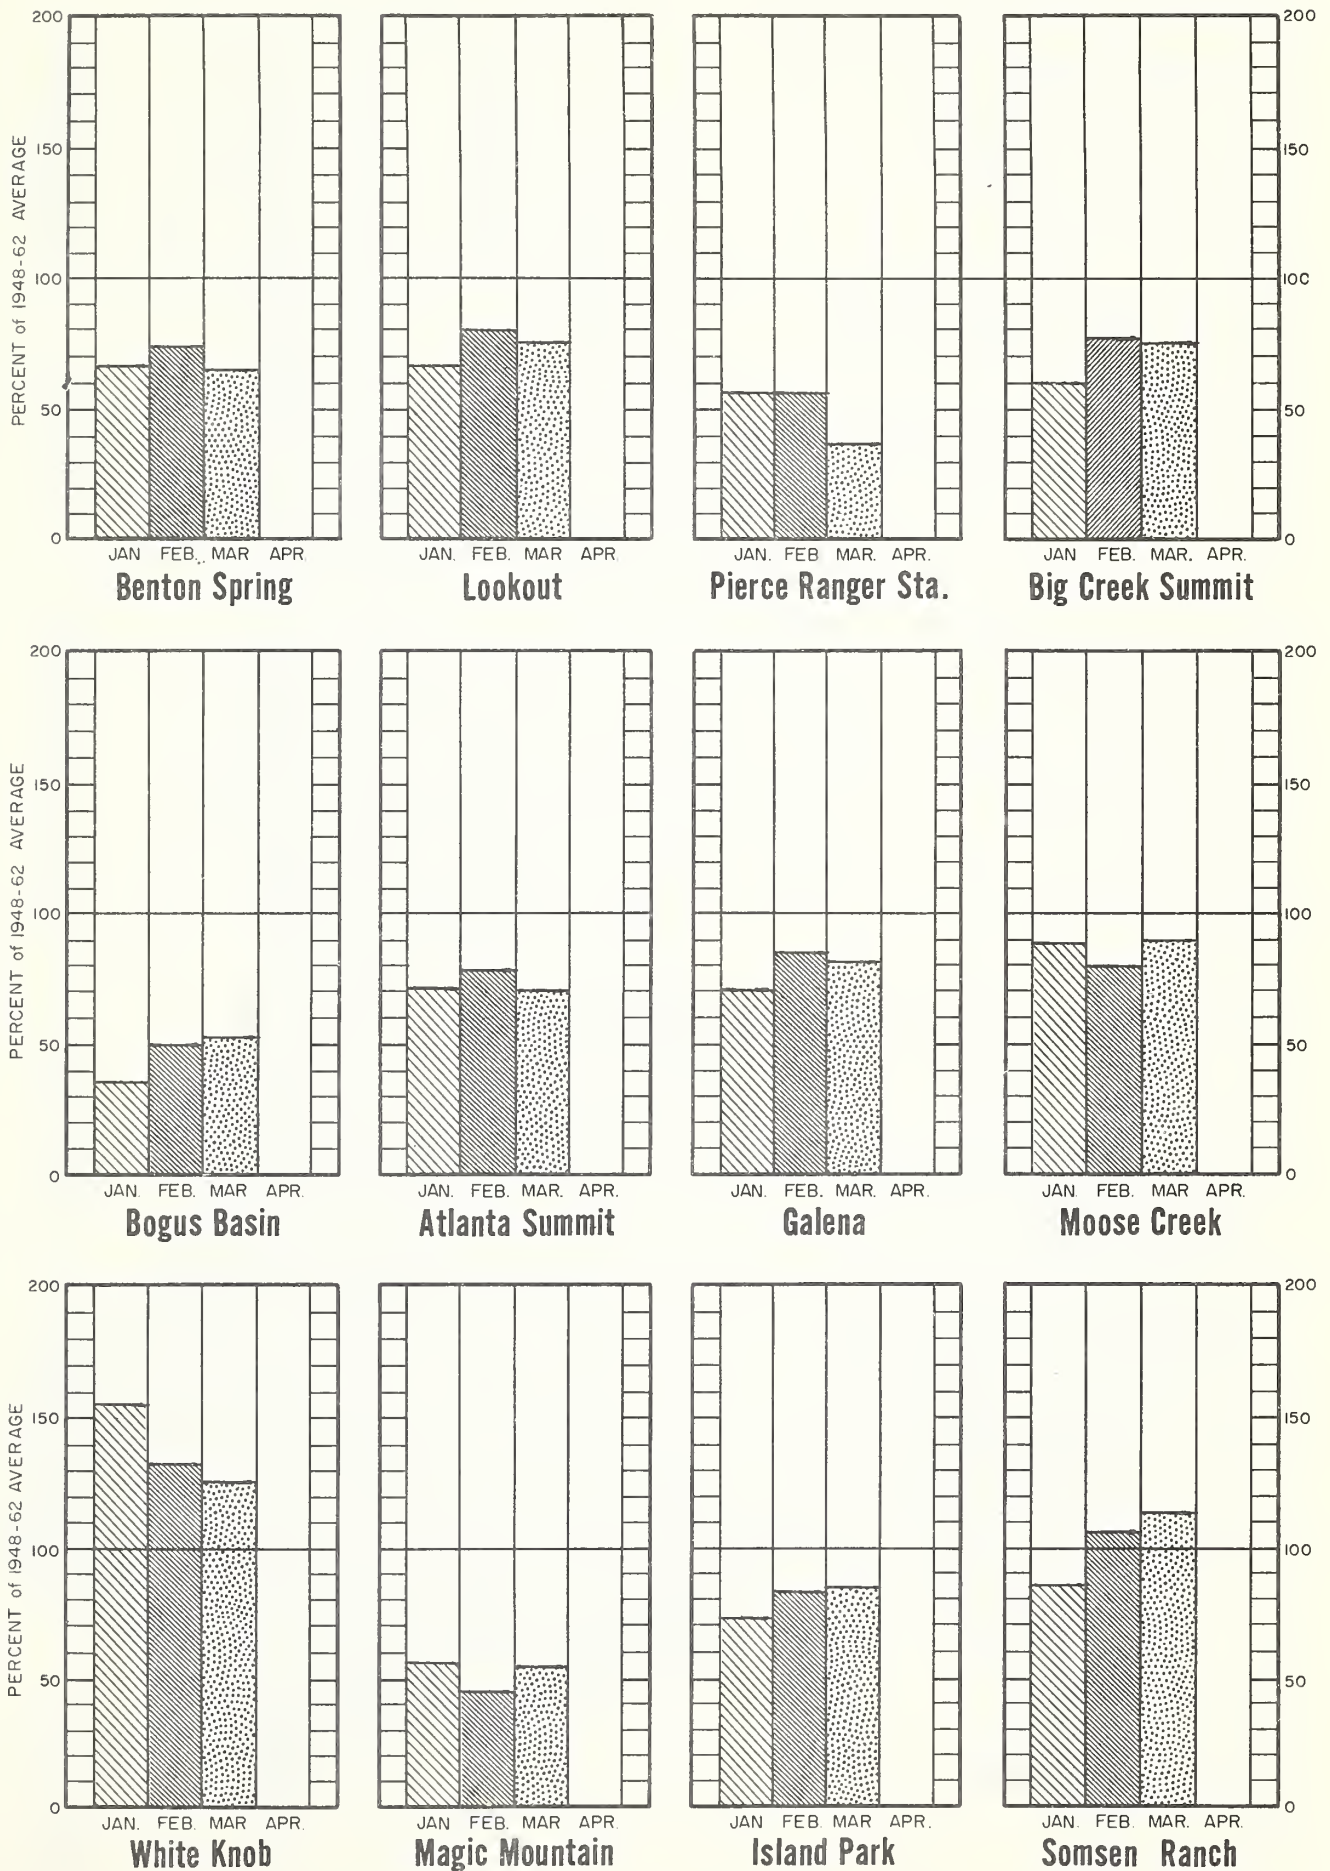 200
200
150
150
PERCENT of 1948-62 AVERAGE
100
100
50
50
0
0
JAN FEB. MAR APR.
JAN. FEB. MAR APR.
JAN. FEB MAR. APR.
JAN FEB. MAR. APR.
Benton Spring
Lookout
Pierce Ranger Sta.
Big Creek Summit
200
200
150
150
PERCENT of 1948-62 AVERAGE
100
100
50
50
0
0
JAN. FEB. MAR APR.
JAN. FEB. MAR. APR.
JAN. FEB. MAR. APR.
JAN FEB. MAR APR.
Bogus Basin
Atlanta Summit
Galena
Moose Creek
200
200
150
150
PERCENT of 1948-62 AVERAGE
100
100
50
50
0
0
JAN. FEB. MAR. APR.
JAN FEB. MAR. APR.
JAN FEB MAR. APR.
JAN. FEB. MAR. APR.
White Knob
Magic Mountain
Island Park
Somsen Ranch